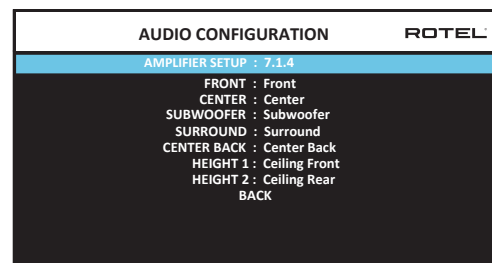 AUDIO CONFIGURATION ROTEL
AMPLIFIER SETUP : 7.1.4
FRONT : Front
CENTER : Center
SUBWOOFER : Subwoofer
SURROUND : Surround
CENTER BACK : Center Back
HEIGHT 1 : Ceiling Front
HEIGHT 2 : Ceiling Rear
BACK